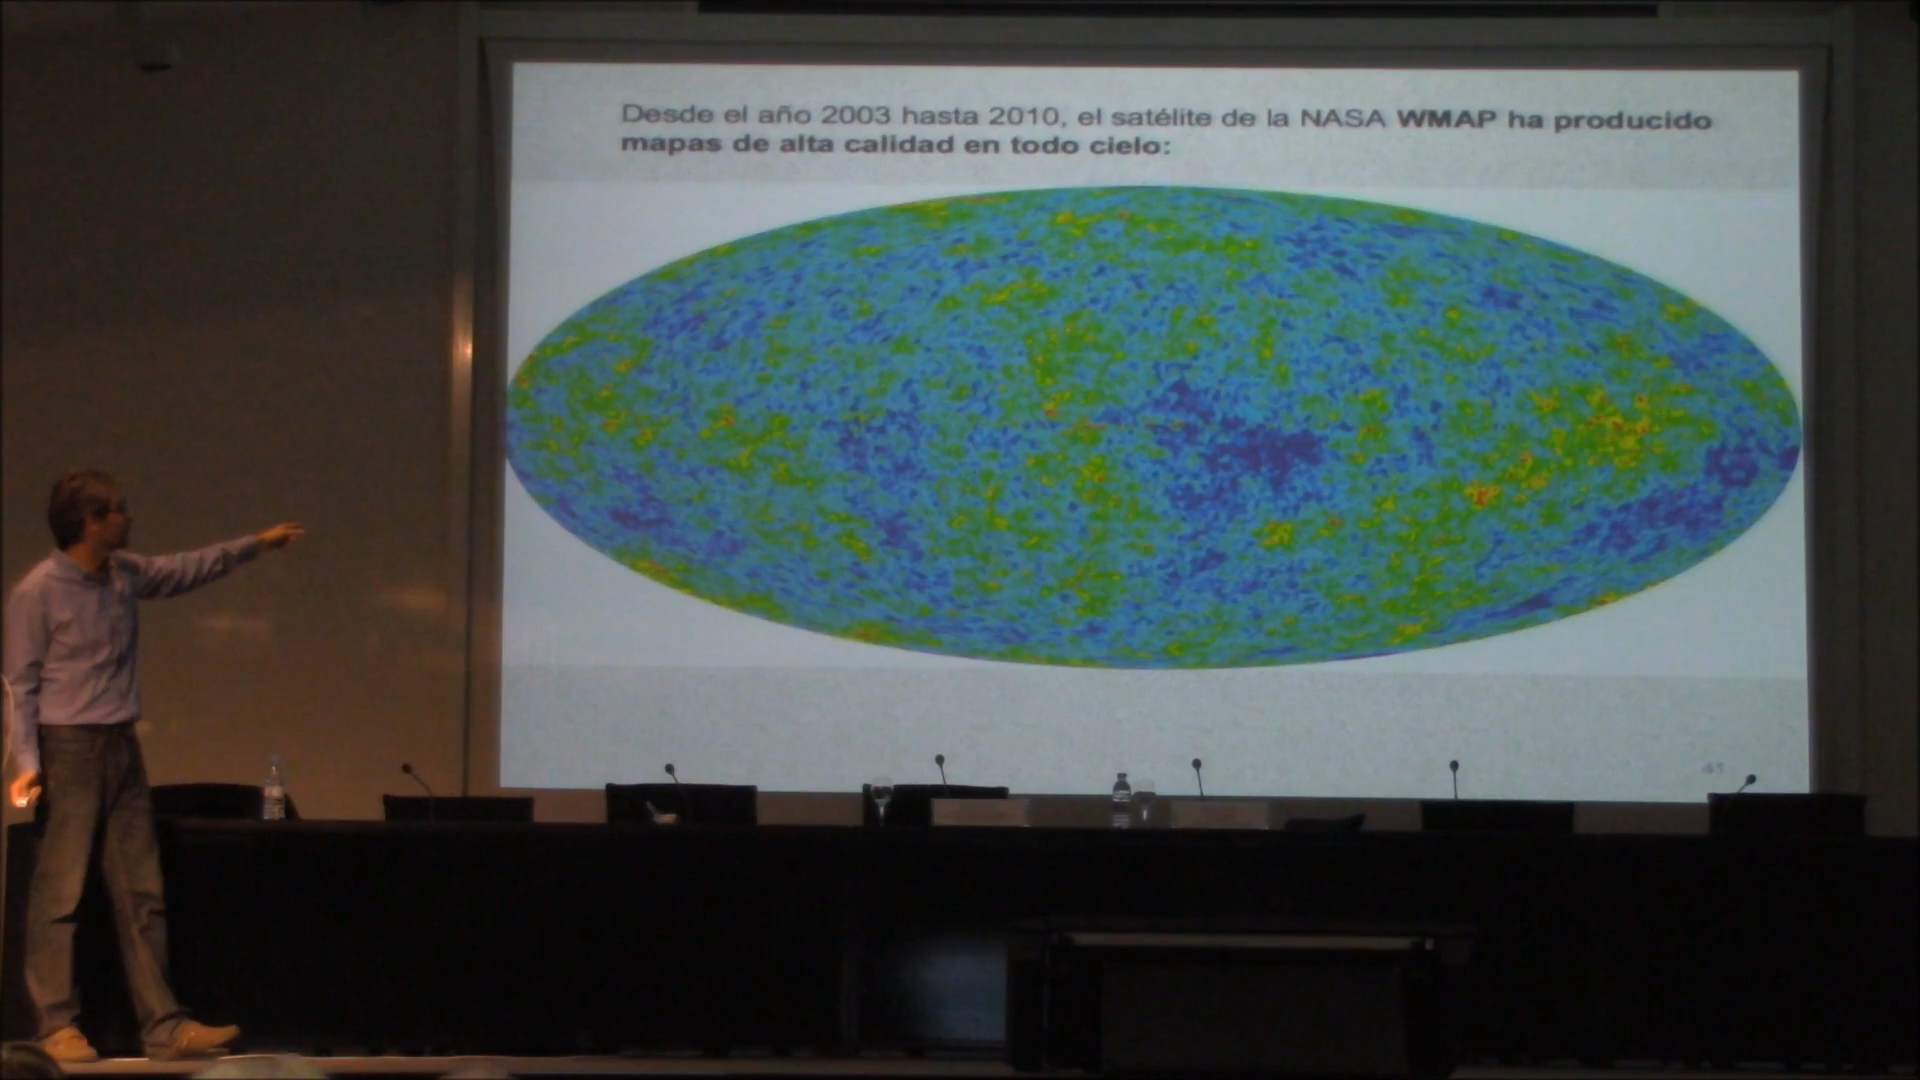 Desde el año 2003 hasta 2010, el satélite de la NASA WMAP ha producido
mapas de alta calidad en todo cielo:
41